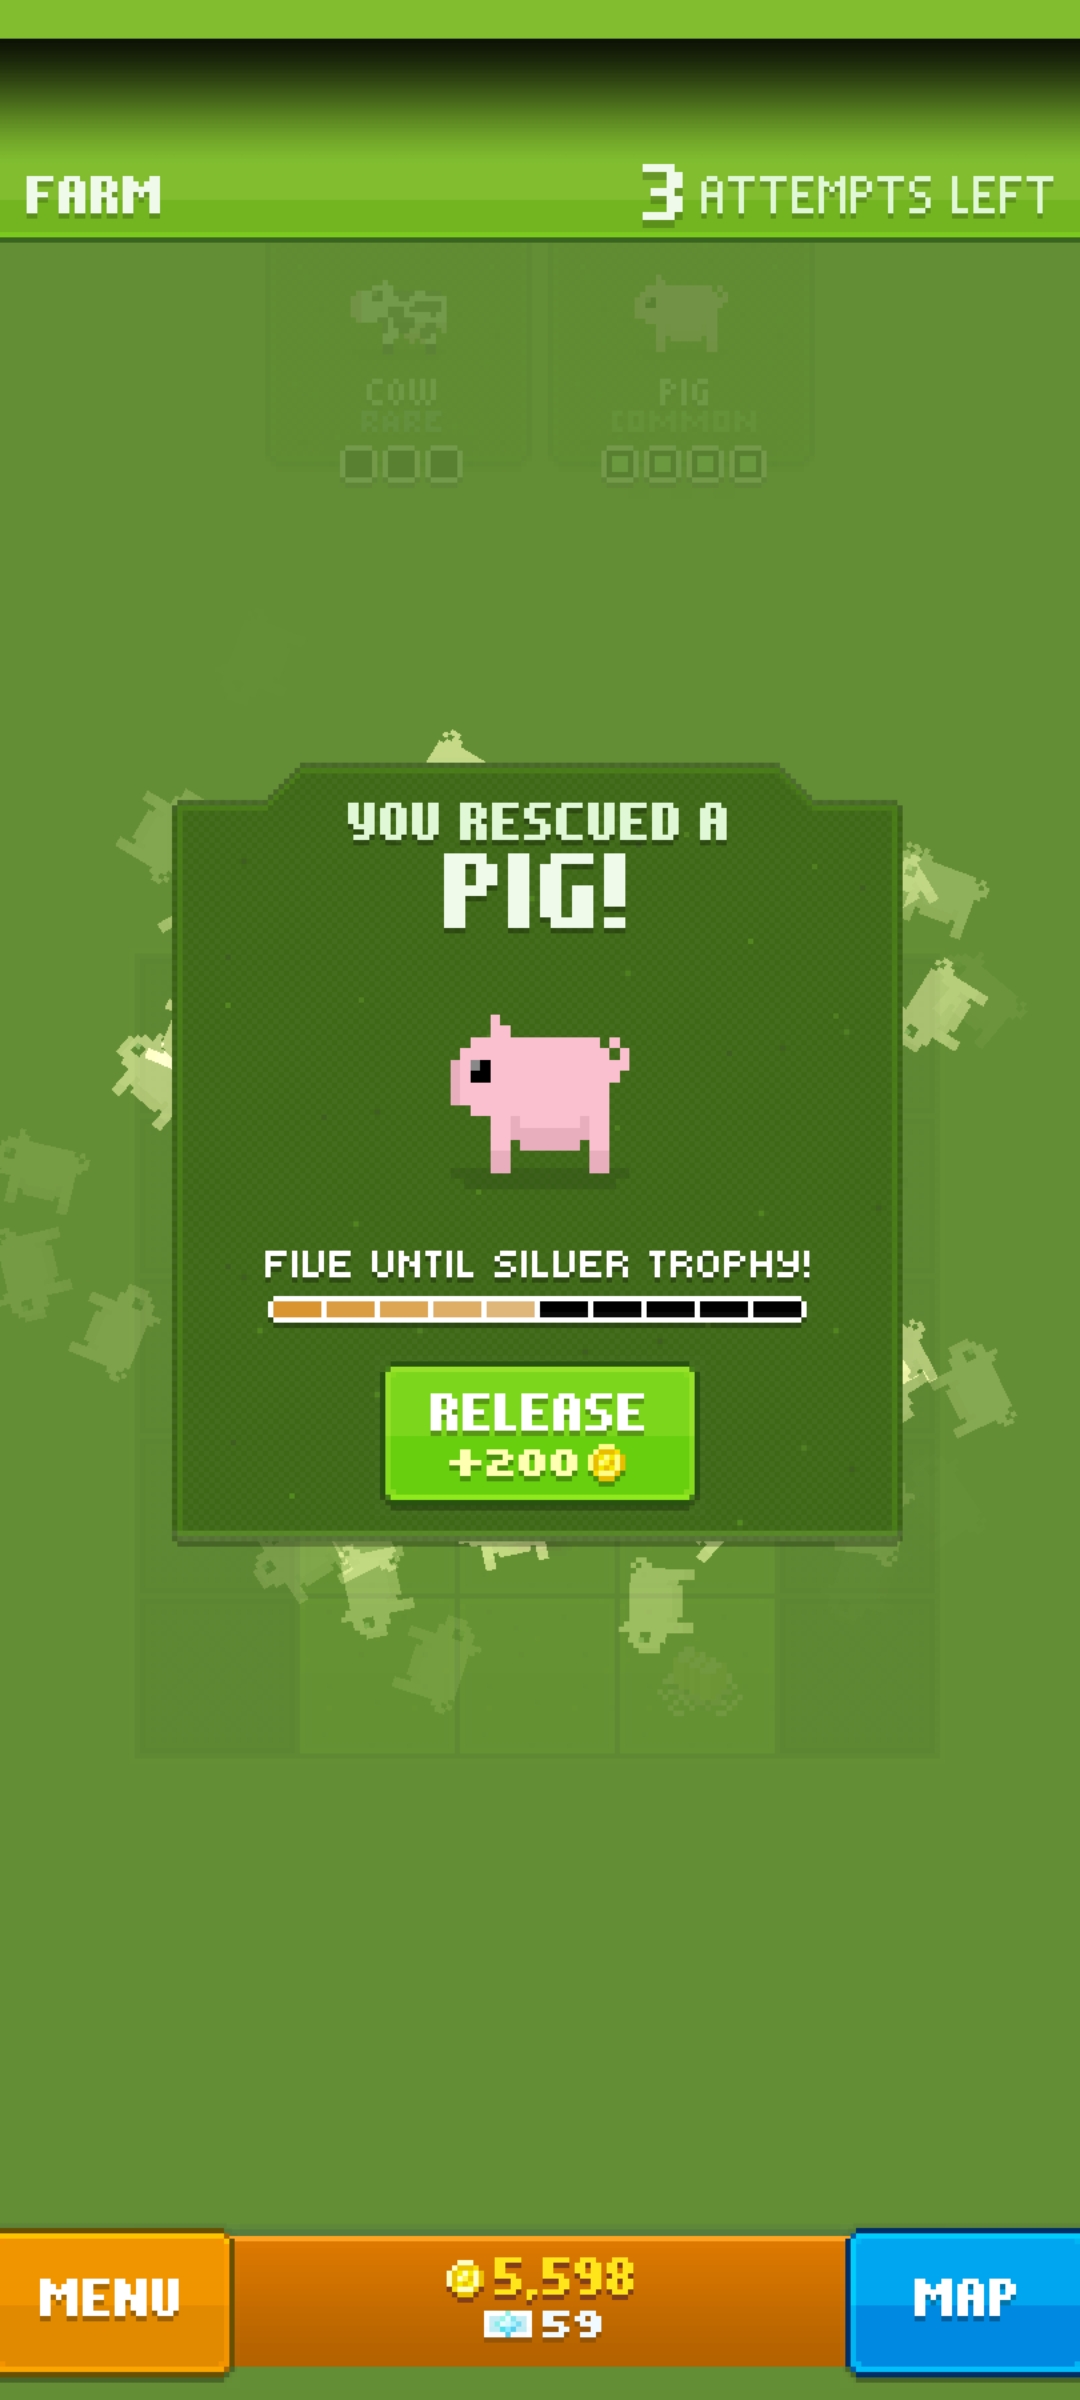 FARM
3 ATTEMPTS LEFT
COW
RARE
PIG
COMMON
YOU RESCUED A
PIG!
FIVE UNTIL SILVER TROPHY!
RELEASE
+200
MENU
5,598
59
MAP